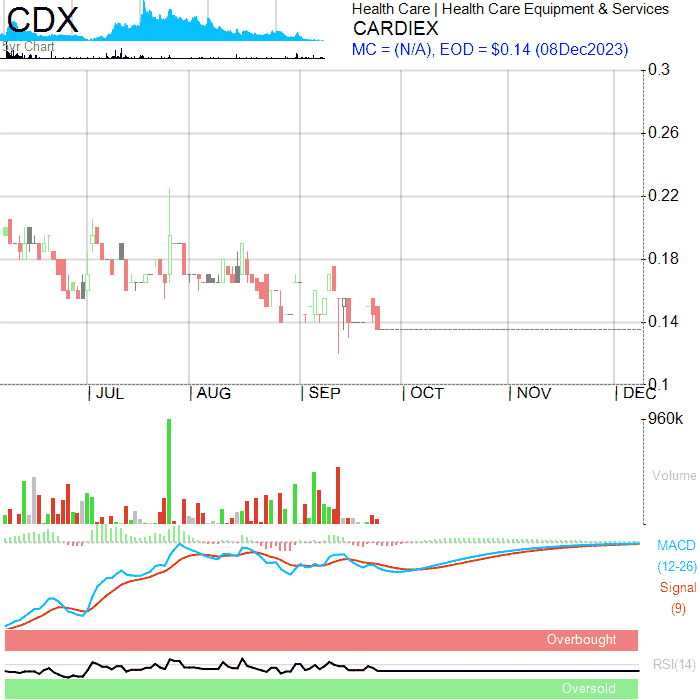 CDX
5yr Chart
Health Care | Health Care Equipment & Services
CARDIEX
MC = (N/A), EOD = $0.14 (08Dec2023)
0.3
0.26
0.22
0.18
0.14
0.1
| JUL | AUG | SEP | OCT | NOV | DEC
960k
Volume
MACD
(12-26)
Signal
(9)
Overbought
RSI(14)
Oversold